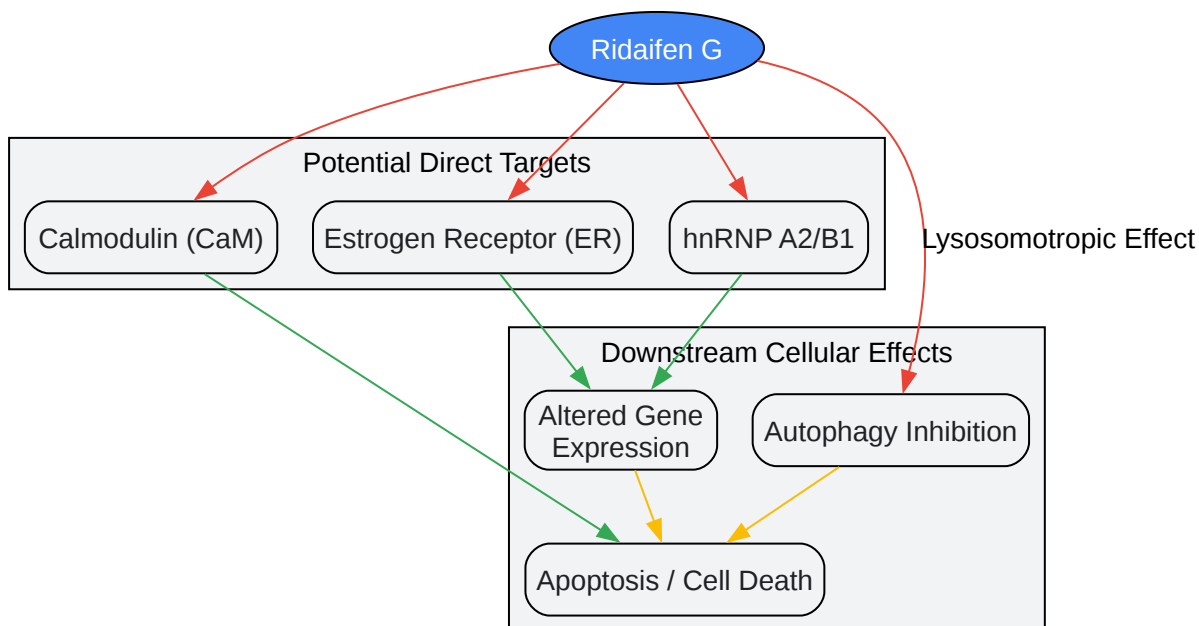 Ridaifen G
Potential Direct Targets
Calmodulin (CaM)
Estrogen Receptor (ER)
hnRNP A2/B1
Lysosomotropic Effect
Downstream Cellular Effects
Altered Gene
Expression
Autophagy Inhibition
Apoptosis / Cell Death